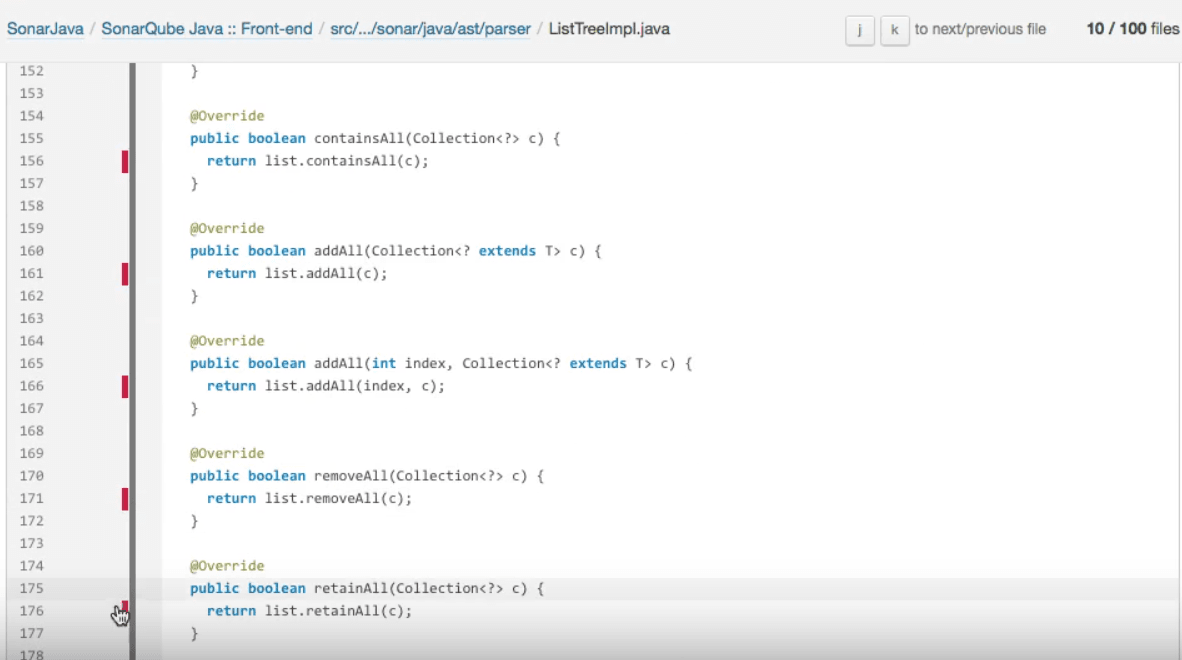 SonarJava / SonarQube Java :: Front-end / src/.../sonar/java/ast/parser / ListTreeImpl.java j k to next/previous file 10 / 100 files
152 }
153
154 @Override
155 public boolean containsAll(Collection<?> c) {
156 return list.containsAll(c);
157 }
158
159 @Override
160 public boolean addAll(Collection<? extends T> c) {
161 return list.addAll(c);
162 }
163
164 @Override
165 public boolean addAll(int index, Collection<? extends T> c) {
166 return list.addAll(index, c);
167 }
168
169 @Override
170 public boolean removeAll(Collection<?> c) {
171 return list.removeAll(c);
172 }
173
174 @Override
175 public boolean retainAll(Collection<?> c) {
176 return list.retainAll(c);
177 }
178